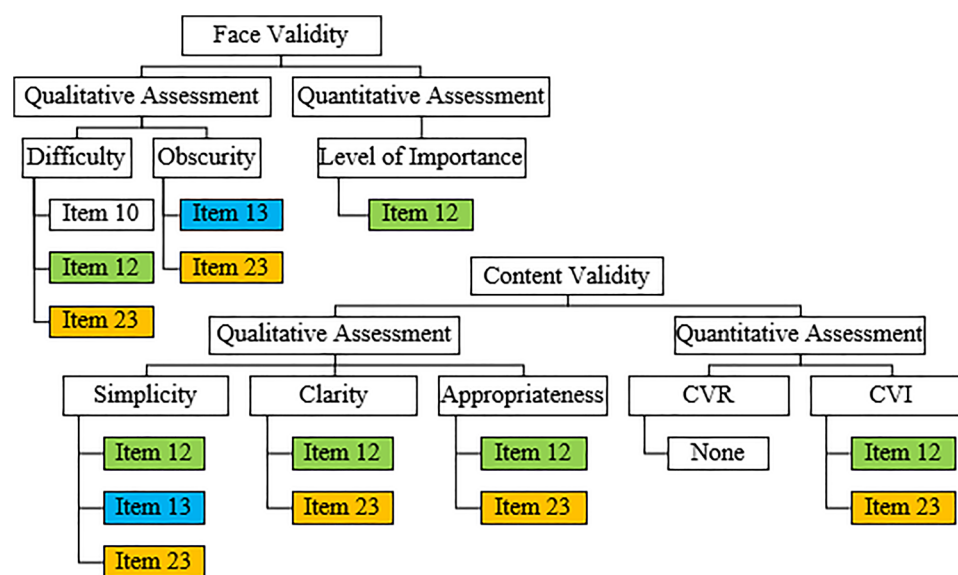 Face Validity
Qualitative Assessment
Quantitative Assessment
Difficulty
Obscurity
Level of Importance
Item 10
Item 13
Item 12
Item 12
Item 23
Item 23
Content Validity
Qualitative Assessment
Quantitative Assessment
Simplicity
Clarity
Appropriateness
CVR
CVI
Item 12
Item 12
Item 12
None
Item 12
Item 13
Item 23
Item 23
Item 23
Item 23